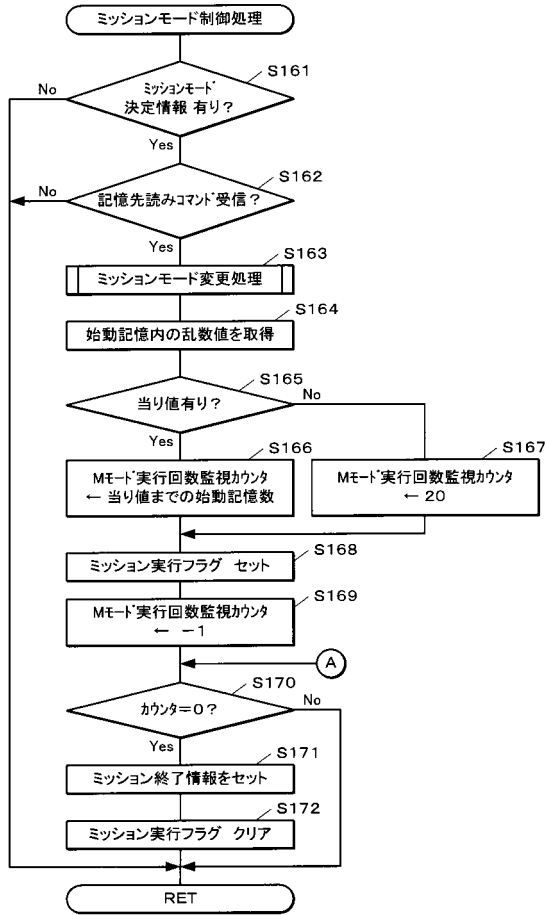 ミッションモード制御処理
S161
No
ミッションモード
決定情報 有り？
Yes
S162
No
記憶先読みコマンド受信？
Yes
S163
ミッションモード変更処理
S164
始動記憶内の乱数値を取得
S165
当り値有り？
No
Yes
S166
Mモード実行回数監視カウンタ
← 当り値までの始動記憶数
S167
Mモード実行回数監視カウンタ
← 20
S168
ミッション実行フラグ セット
S169
Mモード実行回数監視カウンタ
← －1
A
S170
カウンタ＝0？
No
Yes
S171
ミッション終了情報をセット
S172
ミッション実行フラグ クリア
RET